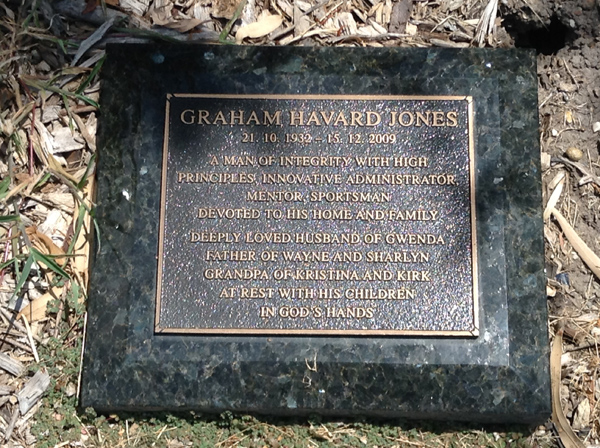 GRAHAM HAVARD JONES
21. 10. 1932 – 15. 12. 2009
A MAN OF INTEGRITY WITH HIGH
PRINCIPLES, INNOVATIVE ADMINISTRATOR,
MENTOR, SPORTSMAN
DEVOTED TO HIS HOME AND FAMILY
DEEPLY LOVED HUSBAND OF GWENDA
FATHER OF WAYNE AND SHARLYN
GRANDPA OF KRISTINA AND KIRK
AT REST WITH HIS CHILDREN
IN GOD'S HANDS